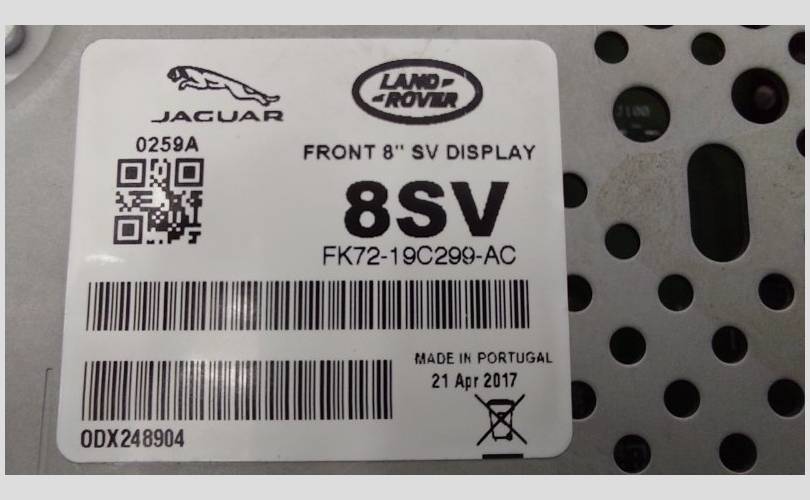 JAGUAR
LAND
ROVER
0259A
FRONT 8" SV DISPLAY
8SV
FK72-19C299-AC
MADE IN PORTUGAL
21 Apr 2017
ODX248904
J100